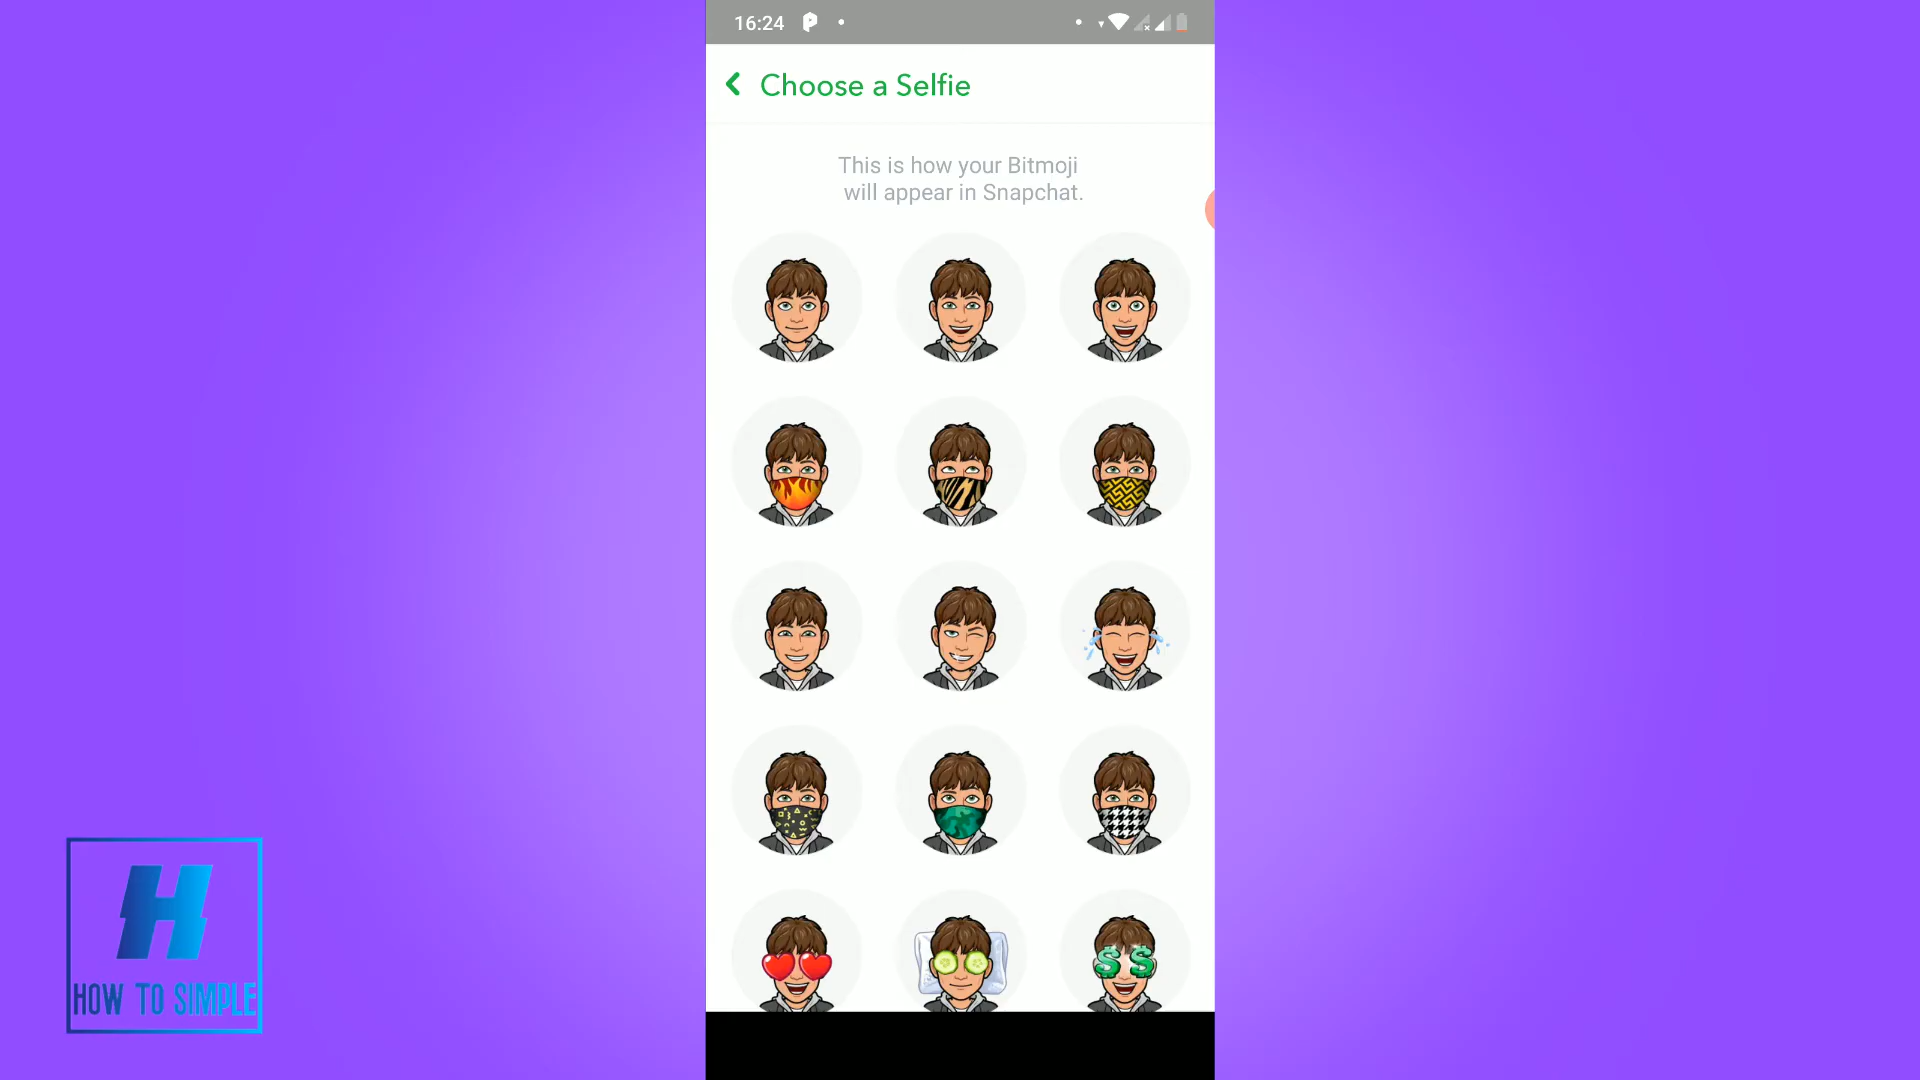 16:24
Choose a Selfie
This is how your Bitmoji
will appear in Snapchat.
$ $
H
HOW TO SIMPLE